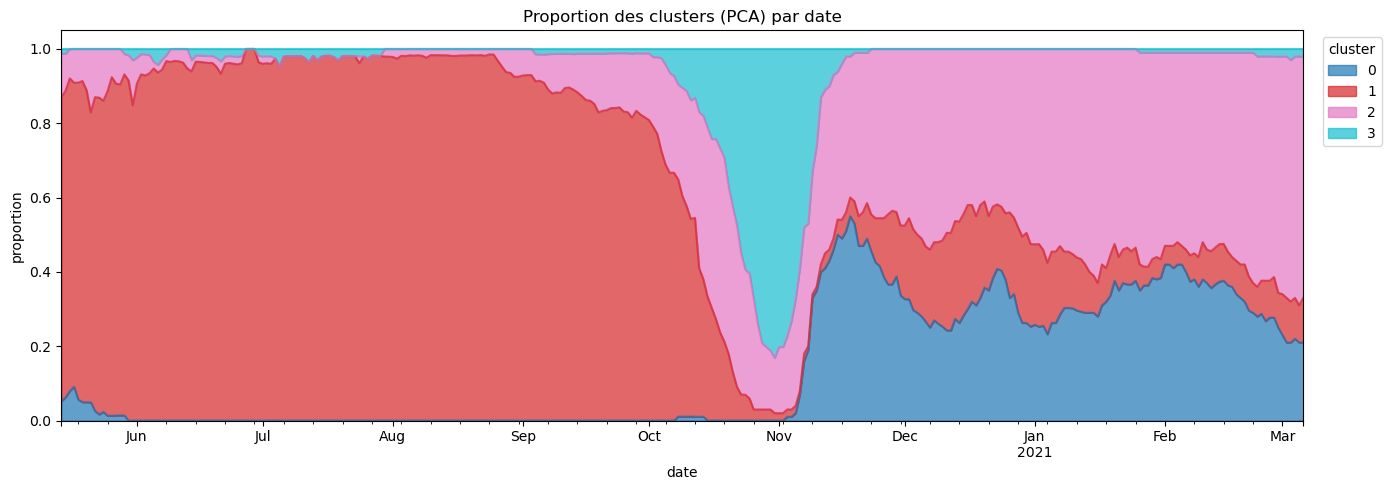 Proportion des clusters (PCA) par date
cluster
0
1
2
3
proportion
1.0
0.8
0.6
0.4
0.2
0.0
Jun Jul Aug Sep Oct Nov Dec Jan Feb Mar
2021
date